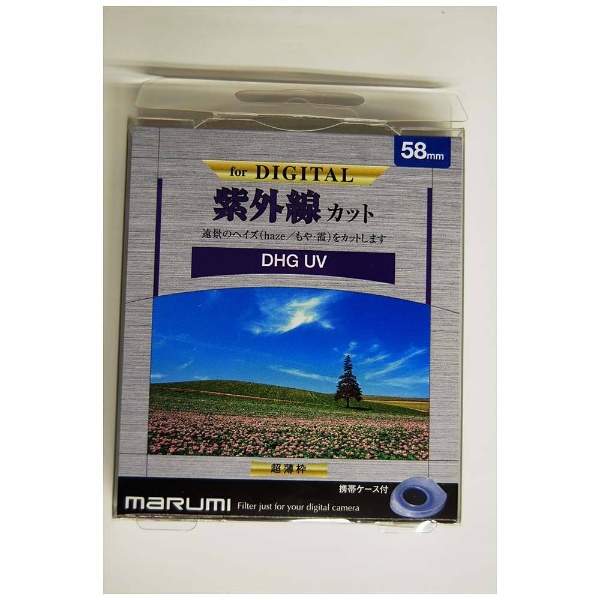 58mm
for DIGITAL
紫外線カット
遠景のヘイズ(haze/もや・霞)をカットします
DHG UV
超薄枠
携帯ケース付
marumi Filter just for your digital camera